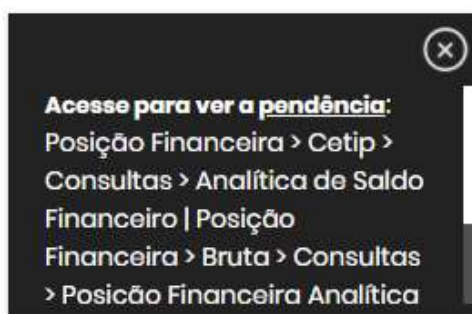 Acesse para ver a pendência:
Posição Financeira > Cetip >
Consultas > Analítica de Saldo
Financeiro | Posição
Financeira > Bruta > Consultas
> Posição Financeira Analítica